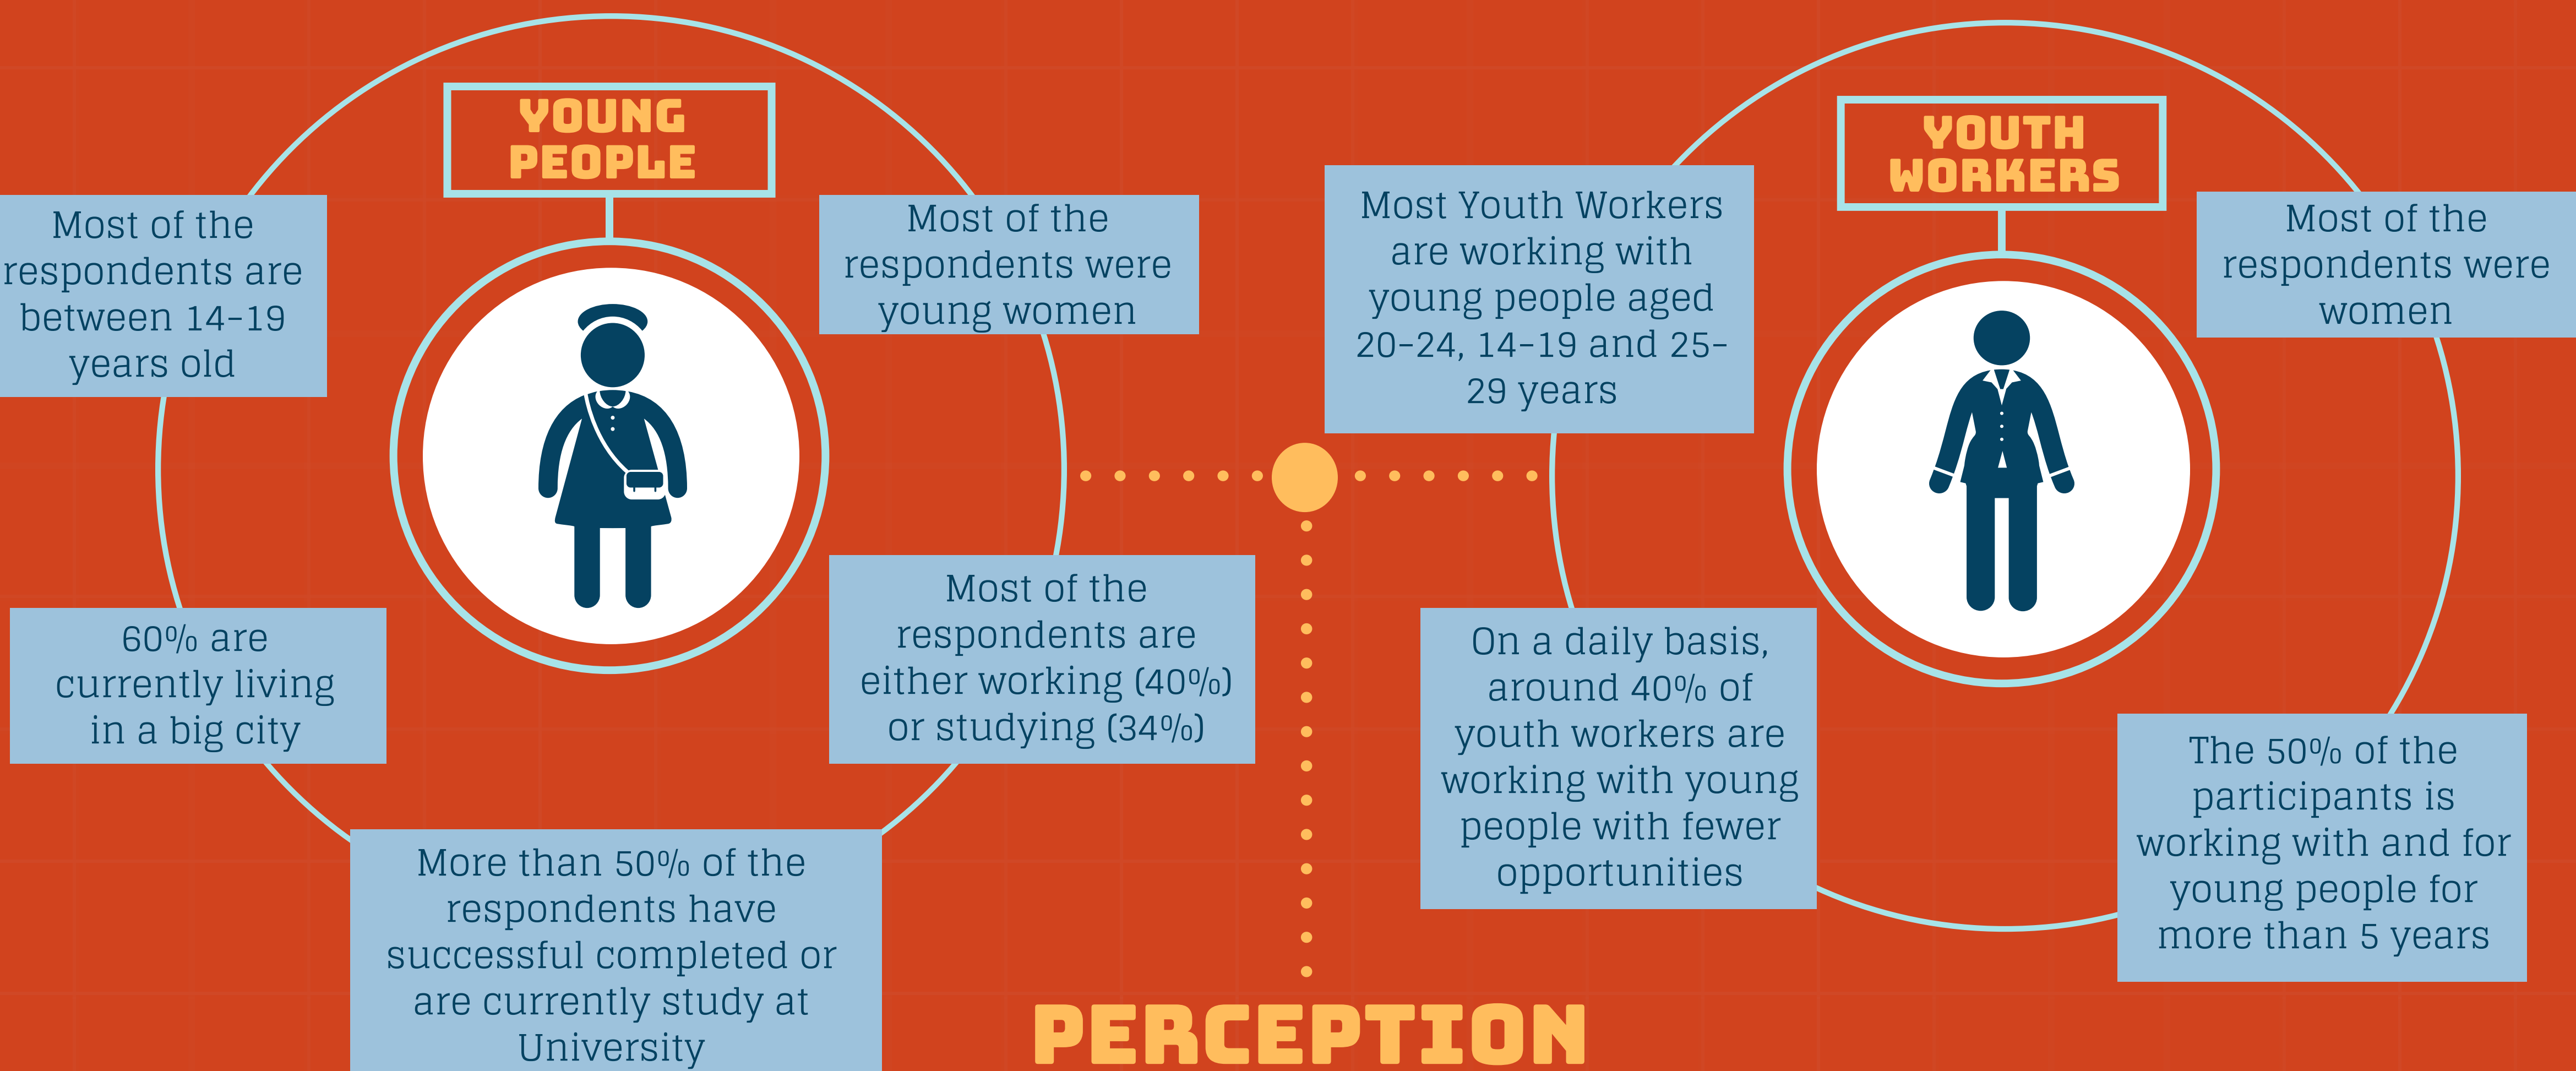 YOUNG
PEOPLE
Most of the
respondents are
between 14-19
years old
Most of the
respondents were
young women
60% are
currently living
in a big city
Most of the
respondents are
either working (40%)
or studying (34%)
More than 50% of the
respondents have
successful completed or
are currently study at
University
YOUTH
WORKERS
Most Youth Workers
are working with
young people aged
20-24, 14-19 and 25-
29 years
Most of the
respondents were
women
On a daily basis,
around 40% of
youth workers are
working with young
people with fewer
opportunities
The 50% of the
participants is
working with and for
young people for
more than 5 years
PERCEPTION